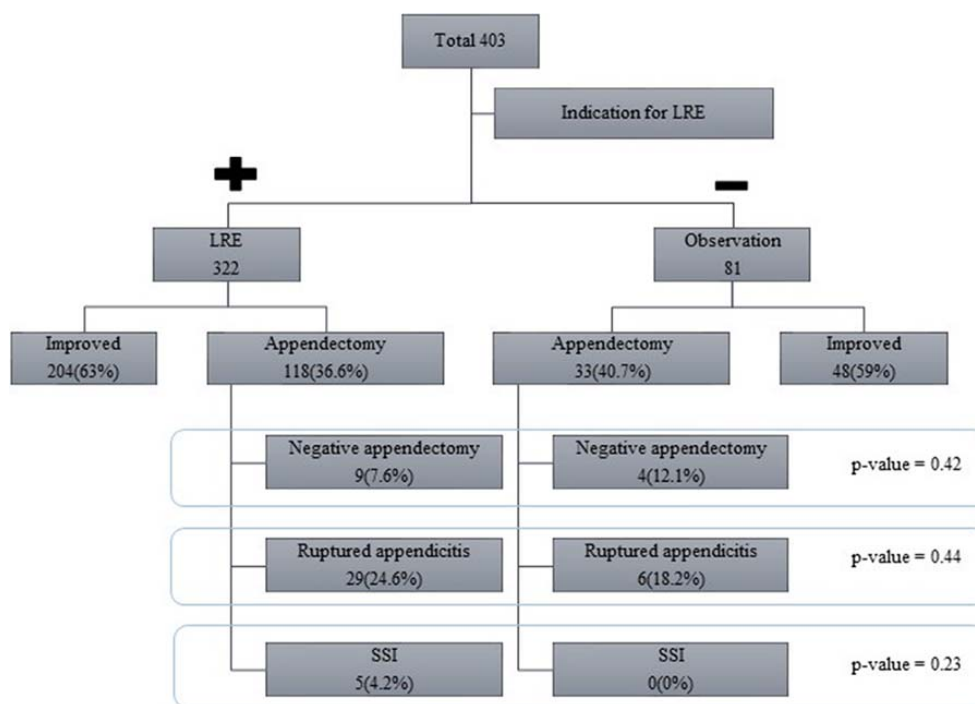 Total 403
Indication for LRE
LRE
322
Observation
81
Improved
204(63%)
Appendectomy
118(36.6%)
Appendectomy
33(40.7%)
Improved
48(59%)
Negative appendectomy
9(7.6%)
Negative appendectomy
4(12.1%)
p-value = 0.42
Ruptured appendicitis
29(24.6%)
Ruptured appendicitis
6(18.2%)
p-value = 0.44
SSI
5(4.2%)
SSI
0(0%)
p-value = 0.23